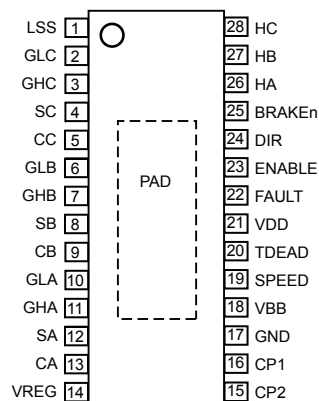 LSS 1
GLC 2
GHC 3
SC 4
CC 5
GLB 6
GHB 7
SB 8
CB 9
GLA 10
GHA 11
SA 12
CA 13
VREG 14
PAD
28 HC
27 HB
26 HA
25 BRAKEn
24 DIR
23 ENABLE
22 FAULT
21 VDD
20 TDEAD
19 SPEED
18 VBB
17 GND
16 CP1
15 CP2